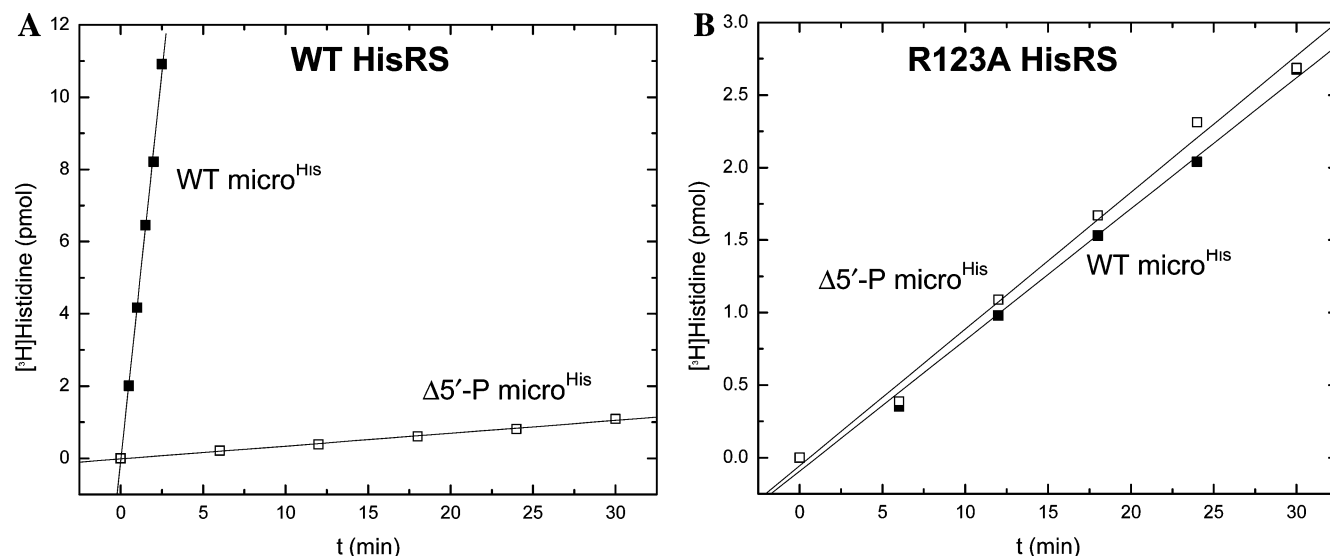 A
WT HisRS
12
10
8
6
4
2
0
[³H]Histidine (pmol)
WT micro^His
Δ5′-P micro^His
0 5 10 15 20 25 30
t (min)
B
R123A HisRS
3.0
2.5
2.0
1.5
1.0
0.5
0.0
[³H]Histidine (pmol)
Δ5′-P micro^His
WT micro^His
0 5 10 15 20 25 30
t (min)